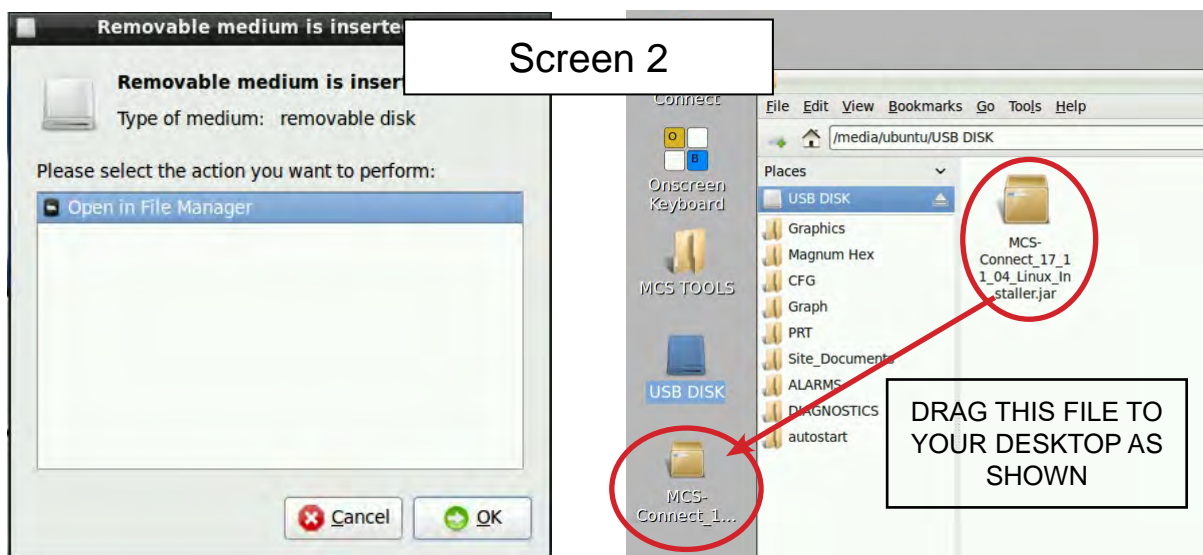 Removable medium is inserte
Screen 2
Removable medium is inser
Type of medum: removable disk
Please select the action you want to perform:
Open in File Manager
Cancel
OK
Connect
Onscreen
Keyboard
MCS TOOLS
USB DISK
MCS-
Connect_1...
File Edit View Bookmarks Go Tools Help
/media/ubuntu/USB DISK
Places
USB DISK
Graphics
Magnum Hex
CFG
Graph
PRT
Site_Documents
ALARMS
DIAGNOSTICS
autostart
MCS-
Connect_17_1
1_04_Linux_In
staller.jar
DRAG THIS FILE TO
YOUR DESKTOP AS
SHOWN